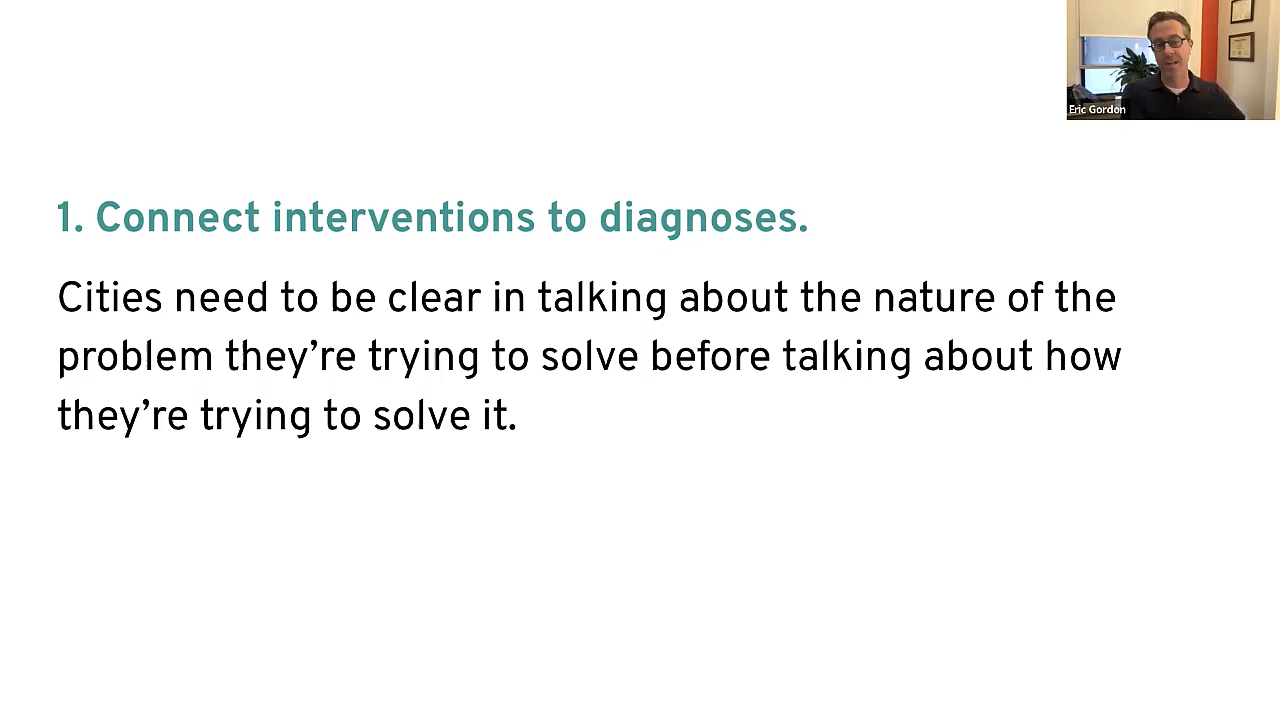 Eric Gordon
1. Connect interventions to diagnoses.
Cities need to be clear in talking about the nature of the
problem they’re trying to solve before talking about how
they’re trying to solve it.